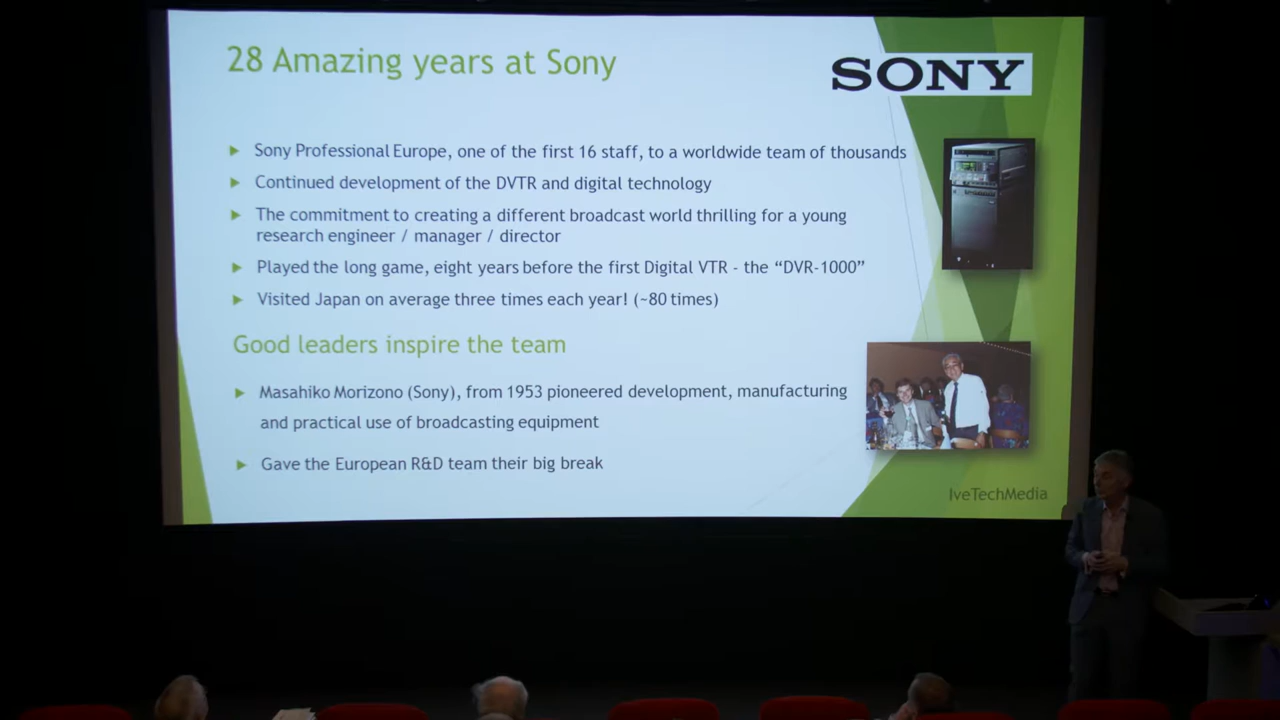 28 Amazing years at Sony
SONY
Sony Professional Europe, one of the first 16 staff, to a worldwide team of thousands
Continued development of the DVTR and digital technology
The commitment to creating a different broadcast world thrilling for a young
research engineer / manager / director
Played the long game, eight years before the first Digital VTR - the “DVR-1000”
Visited Japan on average three times each year! (~80 times)
Good leaders inspire the team
Masahiko Morizono (Sony), from 1953 pioneered development, manufacturing
and practical use of broadcasting equipment
Gave the European R&D team their big break
IveTechMedia